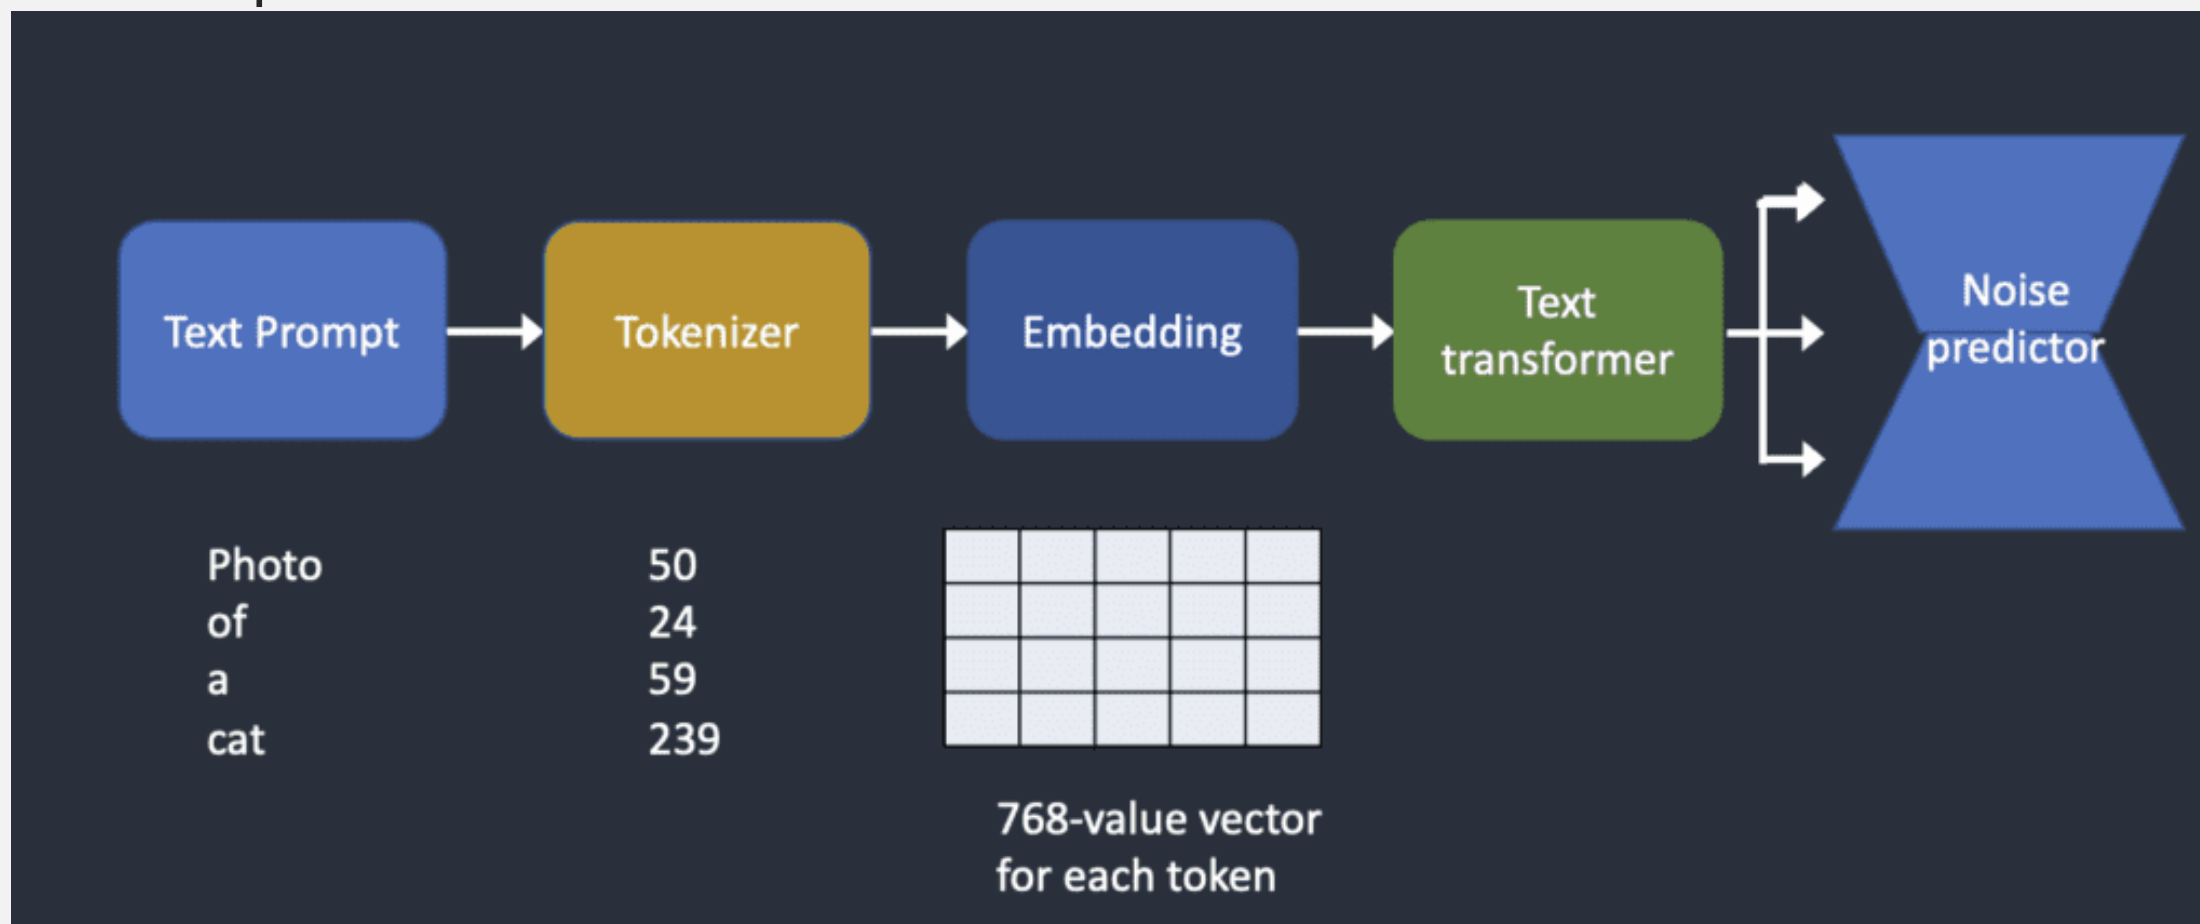 Text Prompt
Tokenizer
Embedding
Text
transformer
Noise
predictor
Photo
of
a
cat
50
24
59
239
768-value vector
for each token